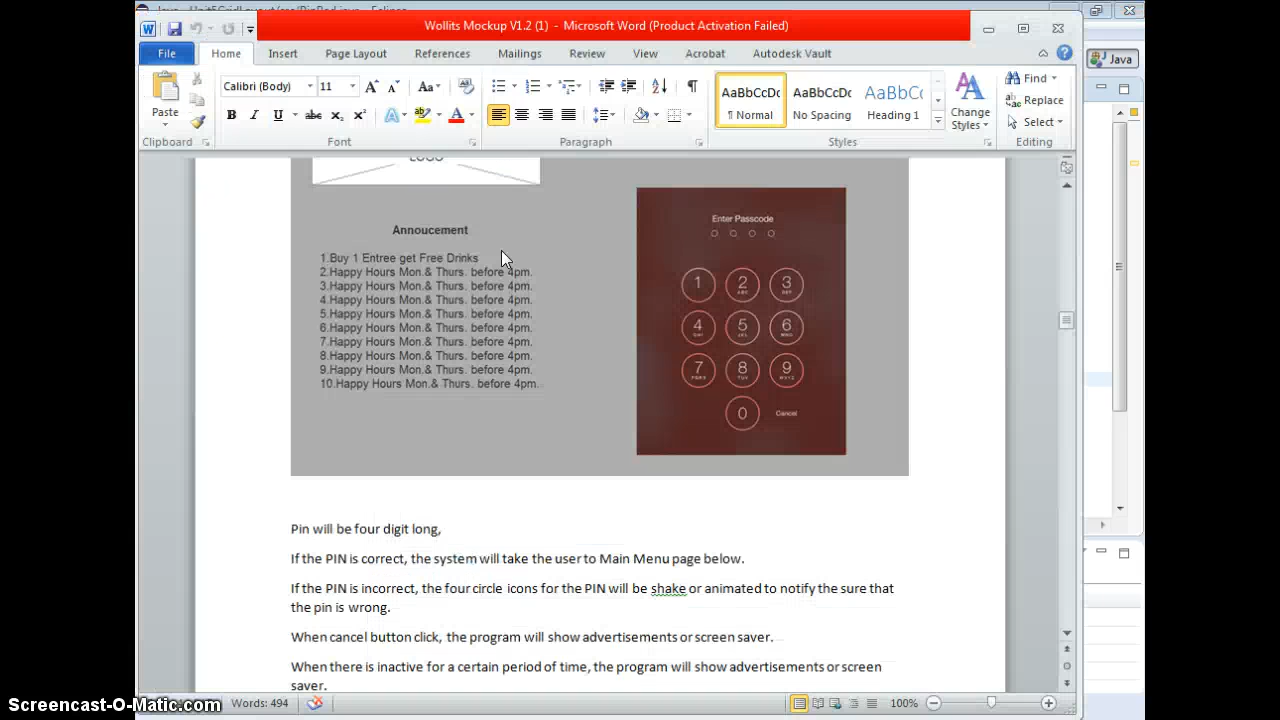 Java - Unit5GridLayout/src/PinPad.java - Eclipse
Wollits Mockup V1.2 (1) - Microsoft Word (Product Activation Failed)
File Home Insert Page Layout References Mailings Review View Acrobat Autodesk Vault
Java
Paste
Calibri (Body) 11
AaBbCcDc AaBbCcDc AaBbCc
¶ Normal No Spacing Heading 1
Change Styles
Find
Replace
Select
Clipboard Font Paragraph Styles Editing
LOGO
Annoucement
1.Buy 1 Entree get Free Drinks
2.Happy Hours Mon.& Thurs. before 4pm.
3.Happy Hours Mon.& Thurs. before 4pm.
4.Happy Hours Mon.& Thurs. before 4pm.
5.Happy Hours Mon.& Thurs. before 4pm.
6.Happy Hours Mon.& Thurs. before 4pm.
7.Happy Hours Mon.& Thurs. before 4pm.
8.Happy Hours Mon.& Thurs. before 4pm.
9.Happy Hours Mon.& Thurs. before 4pm.
10.Happy Hours Mon.& Thurs. before 4pm.
Enter Passcode
1 2 3
4 5 6
7 8 9
0 Cancel
Pin will be four digit long,
If the PIN is correct, the system will take the user to Main Menu page below.
If the PIN is incorrect, the four circle icons for the PIN will be shake or animated to notify the sure that
the pin is wrong.
When cancel button click, the program will show advertisements or screen saver.
When there is inactive for a certain period of time, the program will show advertisements or screen
saver.
Screencast-O-Matic.com
Words: 494
100%